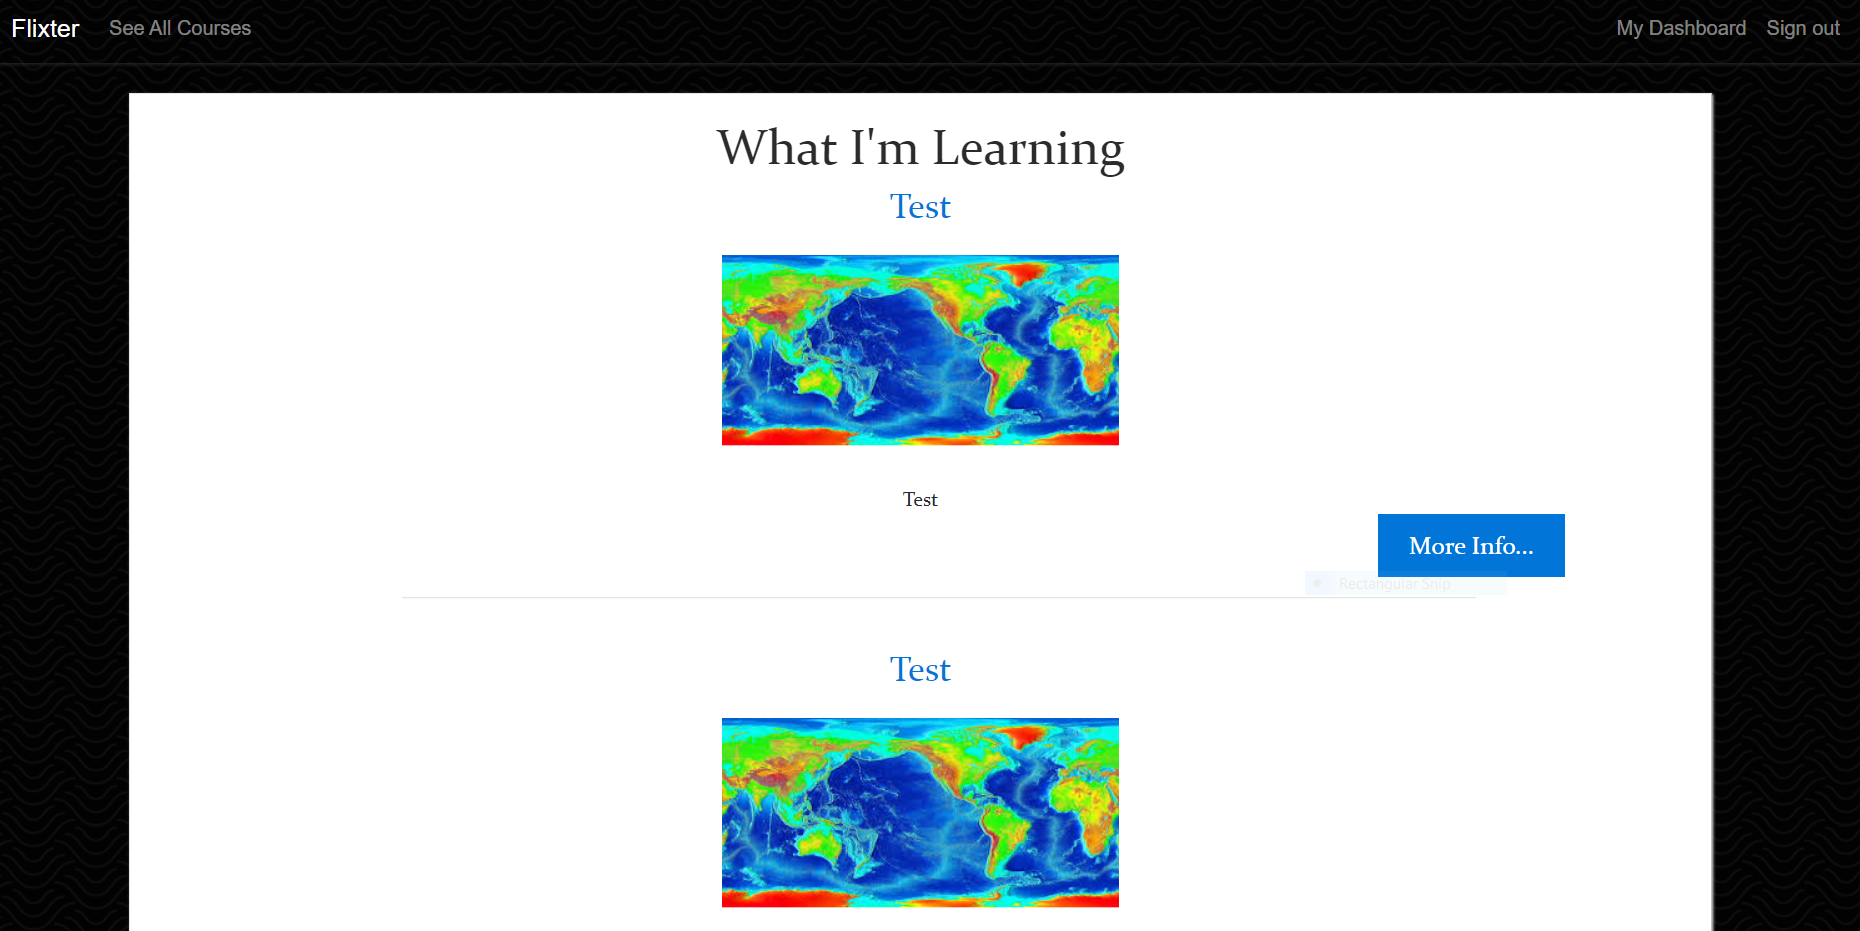 Flixter See All Courses My Dashboard Sign out
What I'm Learning
Test
Test
More Info...
Rectangular Snip
Test